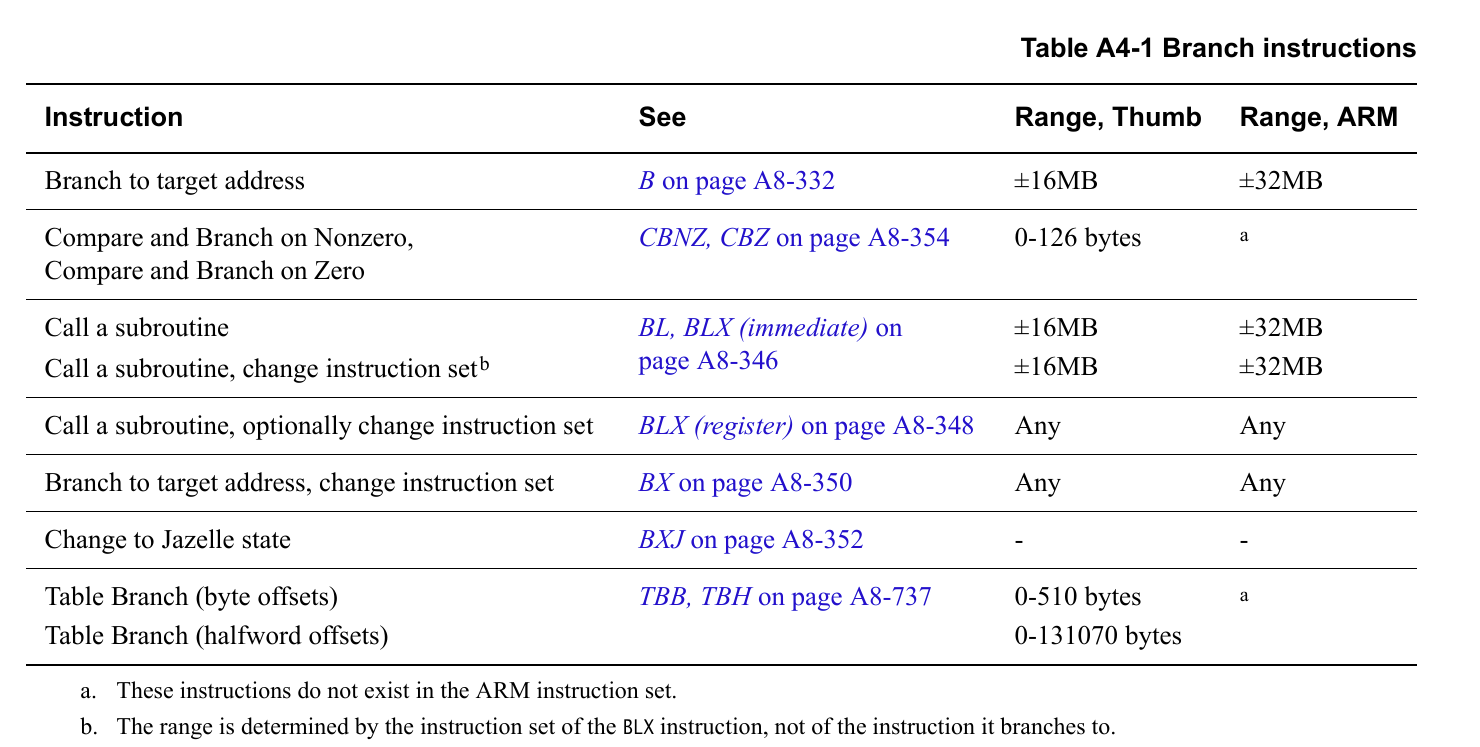 Table A4-1 Branch instructions
Instruction See Range, Thumb Range, ARM
Branch to target address B on page A8-332 ±16MB ±32MB
Compare and Branch on Nonzero, CBNZ, CBZ on page A8-354 0-126 bytes a
Compare and Branch on Zero
Call a subroutine BL, BLX (immediate) on ±16MB ±32MB
Call a subroutine, change instruction set b page A8-346 ±16MB ±32MB
Call a subroutine, optionally change instruction set BLX (register) on page A8-348 Any Any
Branch to target address, change instruction set BX on page A8-350 Any Any
Change to Jazelle state BXJ on page A8-352 - -
Table Branch (byte offsets) TBB, TBH on page A8-737 0-510 bytes a
Table Branch (halfword offsets) 0-131070 bytes
a. These instructions do not exist in the ARM instruction set.
b. The range is determined by the instruction set of the BLX instruction, not of the instruction it branches to.